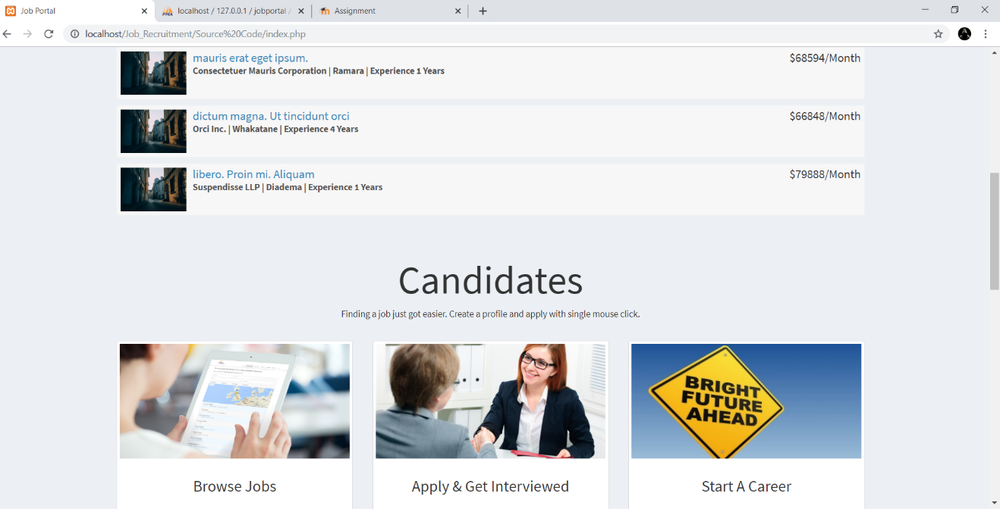 Job Portal
localhost / 127.0.0.1 / jobportal /
Assignment
localhost/Job_Recruitment/Source%20Code/index.php
mauris erat eget ipsum.
$68594/Month
Consectetuer Mauris Corporation | Ramara | Experience 1 Years
dictum magna. Ut tincidunt orci
$66848/Month
Orci Inc. | Whakatane | Experience 4 Years
libero. Proin mi. Aliquam
$79888/Month
Suspendisse LLP | Diadema | Experience 1 Years
Candidates
Finding a job just got easier. Create a profile and apply with single mouse click.
BRIGHT
FUTURE
AHEAD
Browse Jobs
Apply & Get Interviewed
Start A Career